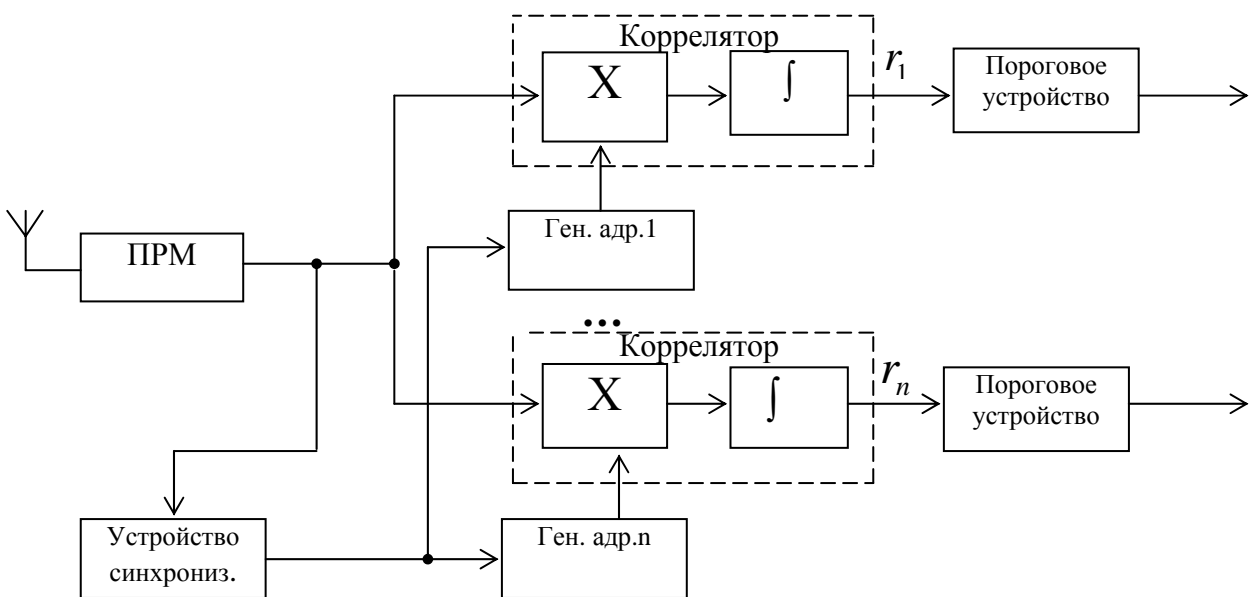 Коррелятор
X
∫
r₁
Пороговое
устройство
ПРМ
Ген. адр.1
...
Коррелятор
X
∫
rₙ
Пороговое
устройство
Устройство
синхрониз.
Ген. адр.n